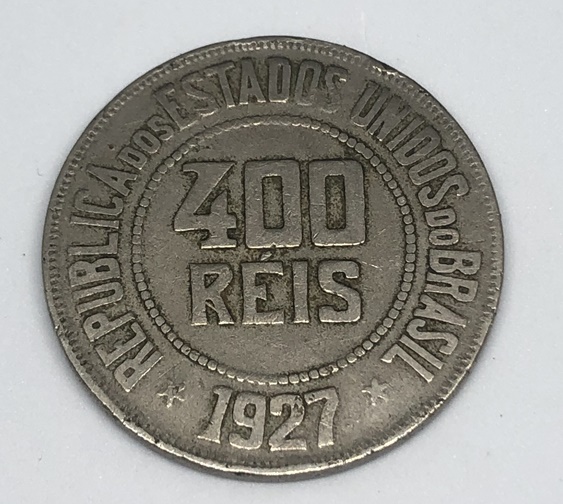 REPUBLICA DOS ESTADOS UNIDOS DO BRASIL
400
RÉIS
1927